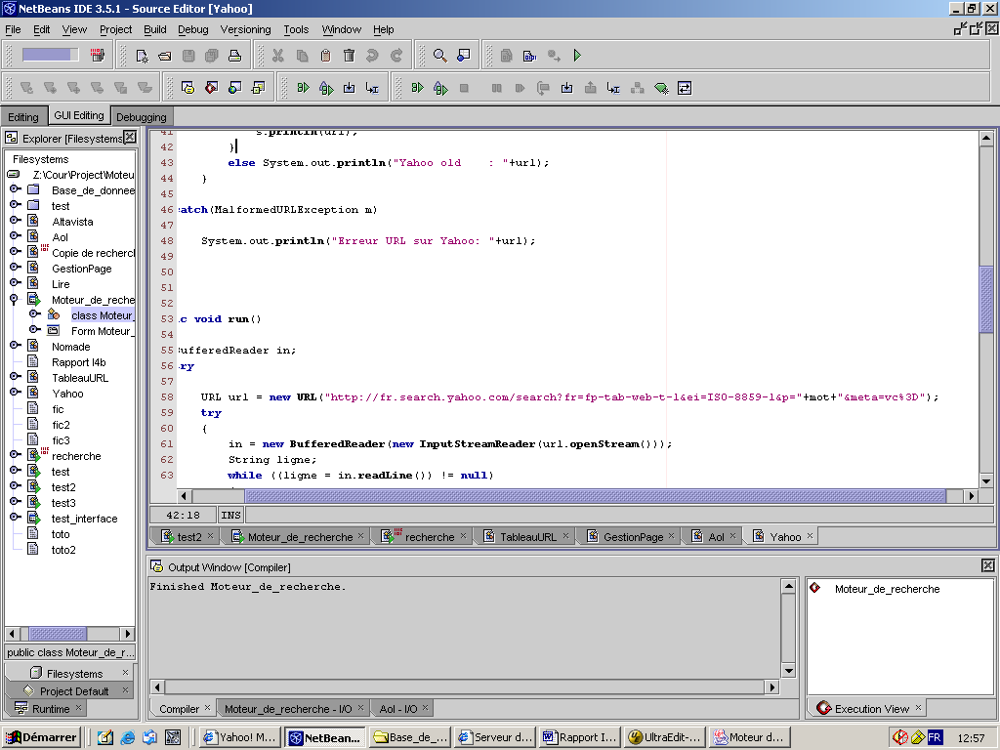 NetBeans IDE 3.5.1 - Source Editor [Yahoo]
File Edit View Project Build Debug Versioning Tools Window Help
Editing GUI Editing Debugging
Explorer [Filesystems
Filesystems
Z:\Cour\Project\Moteu
Base_de_donnee
test
Altavista
Aol
Copie de recherc
GestionPage
Lire
Moteur_de_reche
class Moteur_
Form Moteur_
Nomade
Rapport I4b
TableauURL
Yahoo
fic
fic2
fic3
recherche
test
test2
test3
test_interface
toto
toto2
public class Moteur_de_r...
Filesystems
Project Default
Runtime
41 s.println(url);
42 }
43 else System.out.println("Yahoo old    : "+url);
44 }
45
46 atch(MalformedURLException m)
47
48 System.out.println("Erreur URL sur Yahoo: "+url);
49
50
51
52
53 c void run()
54
55 ufferedReader in;
56 ry
57
58 URL url = new URL("http://fr.search.yahoo.com/search?fr=fp-tab-web-t-1&ei=ISO-8859-1&p="+mot+"&meta=vc%3D");
59 try
60 {
61 in = new BufferedReader(new InputStreamReader(url.openStream()));
62 String ligne;
63 while ((ligne = in.readLine()) != null)
42:18 INS
test2 Moteur_de_recherche recherche TableauURL GestionPage Aol Yahoo
Output Window [Compiler]
Finished Moteur_de_recherche.
Compiler Moteur_de_recherche - I/O Aol - I/O
Moteur_de_recherche
Execution View
Démarrer Yahoo! M... NetBean... Base_de_... Serveur d... Rapport I... UltraEdit-... Moteur d... FR 12:57